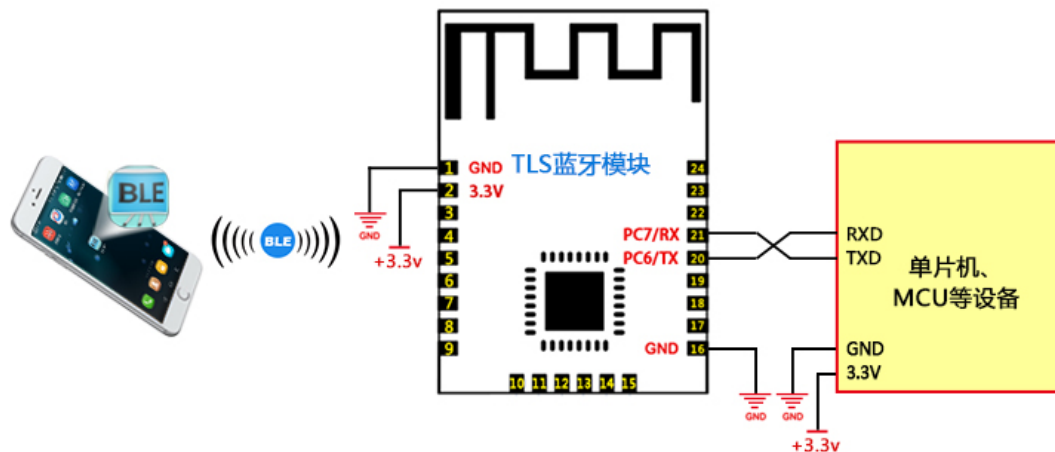 BLE
BLE
TLS蓝牙模块
1 GND
2 3.3V
3
4
5
6
7
8
9
10 11 12 13 14 15
24
23
22
PC7/RX 21
PC6/TX 20
19
18
17
GND 16
GND
+3.3v
RXD
TXD
单片机、
MCU等设备
GND
3.3V
GND
GND
+3.3v